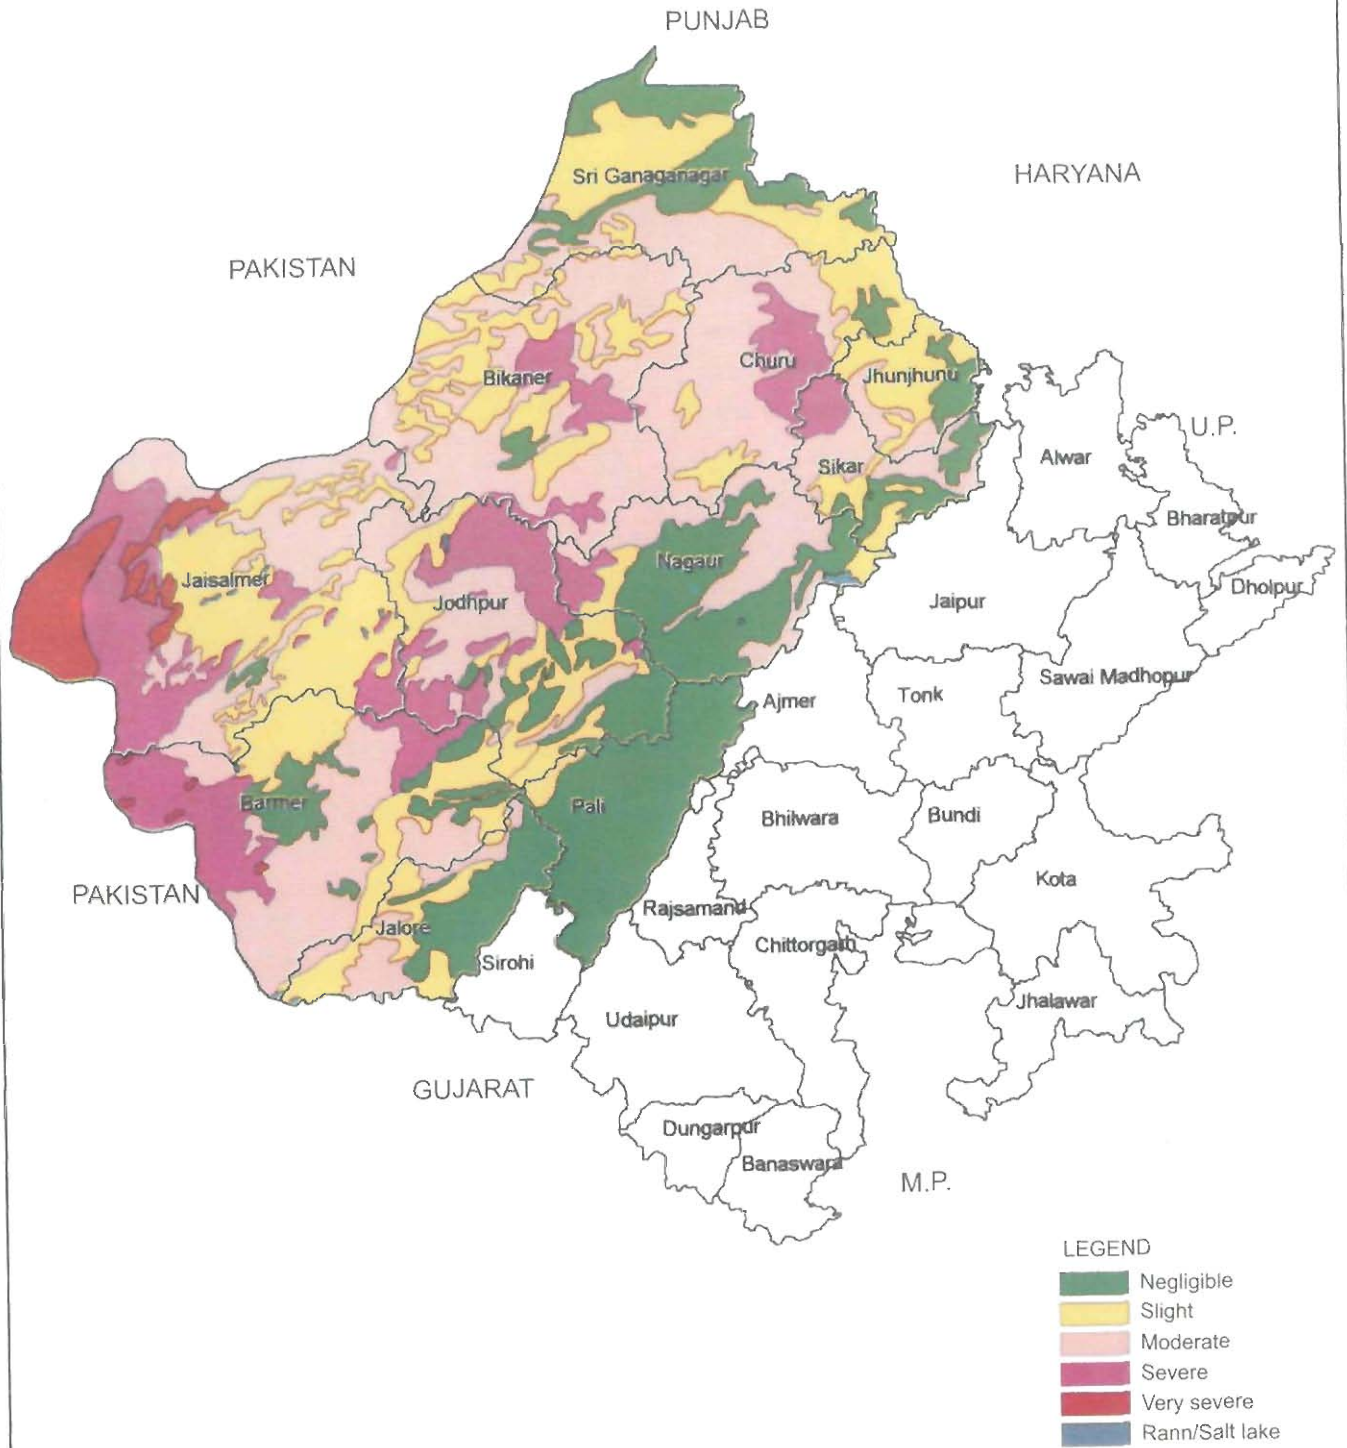 PUNJAB
HARYANA
Sri Ganaganagar
PAKISTAN
Churu
Jhunjhunu
Bikaner
U.P.
Alwar
Sikar
Bharatpur
Nagaur
Jaisalmer
Dholpur
Jodhpur
Jaipur
Sawai Madhopur
Ajmer
Tonk
Barmer
Pali
Bhilwara
Bundi
Kota
PAKISTAN
Rajsamand
Jalore
Chittorgarh
Sirohi
Jhalawar
Udaipur
GUJARAT
Dungarpur
Banaswara
M.P.
LEGEND
Negligible
Slight
Moderate
Severe
Very severe
Rann/Salt lake